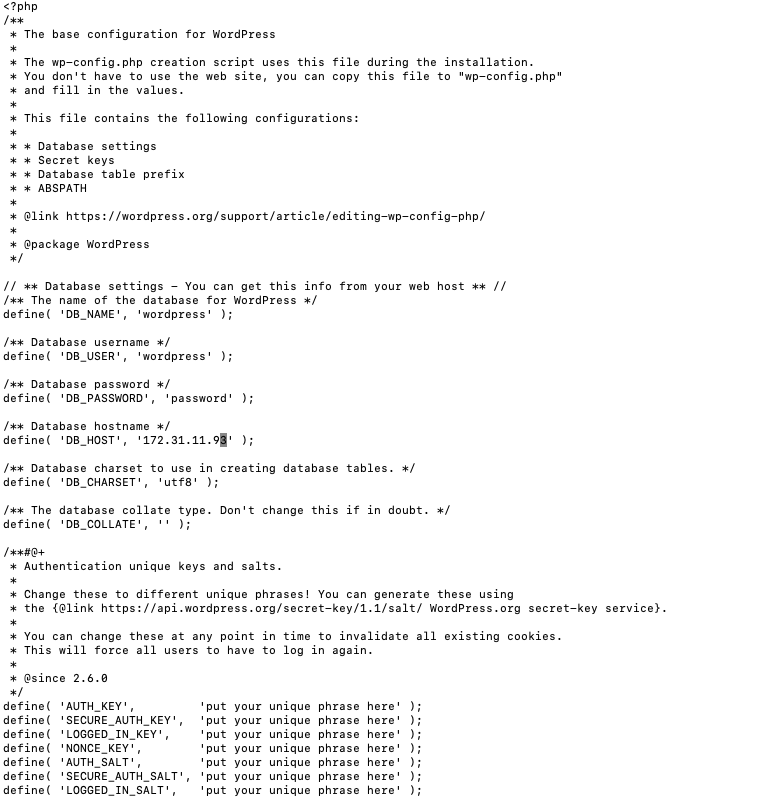 <?php
/**
 * The base configuration for WordPress
 *
 * The wp-config.php creation script uses this file during the installation.
 * You don't have to use the web site, you can copy this file to "wp-config.php"
 * and fill in the values.
 *
 * This file contains the following configurations:
 *
 * * Database settings
 * * Secret keys
 * * Database table prefix
 * * ABSPATH
 *
 * @link https://wordpress.org/support/article/editing-wp-config-php/
 *
 * @package WordPress
 */

// ** Database settings - You can get this info from your web host ** //
/** The name of the database for WordPress */
define( 'DB_NAME', 'wordpress' );

/** Database username */
define( 'DB_USER', 'wordpress' );

/** Database password */
define( 'DB_PASSWORD', 'password' );

/** Database hostname */
define( 'DB_HOST', '172.31.11.93' );

/** Database charset to use in creating database tables. */
define( 'DB_CHARSET', 'utf8' );

/** The database collate type. Don't change this if in doubt. */
define( 'DB_COLLATE', '' );

/**#@+
 * Authentication unique keys and salts.
 *
 * Change these to different unique phrases! You can generate these using
 * the {@link https://api.wordpress.org/secret-key/1.1/salt/ WordPress.org secret-key service}.
 *
 * You can change these at any point in time to invalidate all existing cookies.
 * This will force all users to have to log in again.
 *
 * @since 2.6.0
 */
define( 'AUTH_KEY',         'put your unique phrase here' );
define( 'SECURE_AUTH_KEY',  'put your unique phrase here' );
define( 'LOGGED_IN_KEY',    'put your unique phrase here' );
define( 'NONCE_KEY',        'put your unique phrase here' );
define( 'AUTH_SALT',        'put your unique phrase here' );
define( 'SECURE_AUTH_SALT', 'put your unique phrase here' );
define( 'LOGGED_IN_SALT',   'put your unique phrase here' );